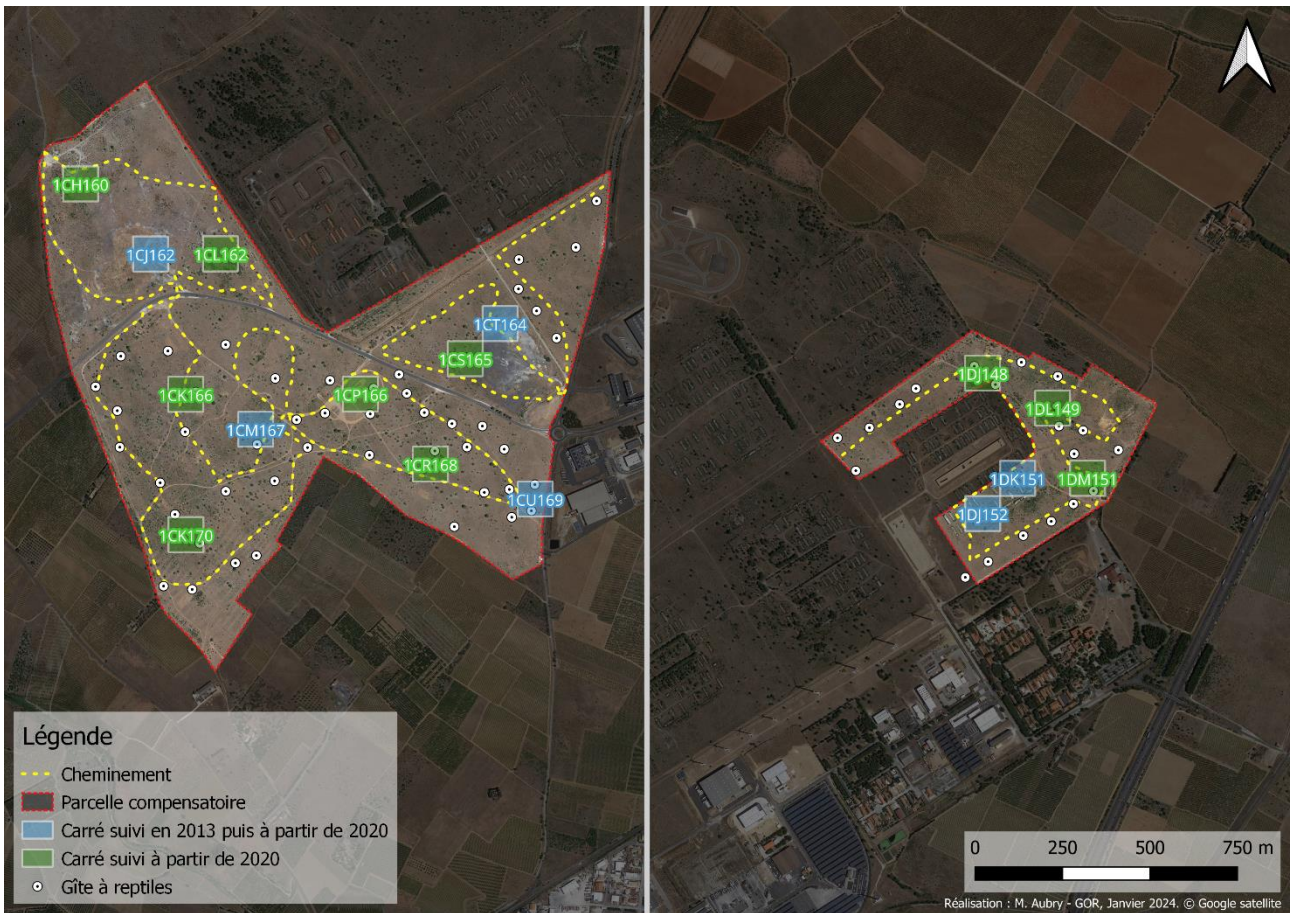 1CH160
1CJ162
1CL162
1CT164
1CS165
1CK166
1CP166
1CM167
1CR168
1CU169
1CK170
1DJ148
1DL149
1DK151
1DM151
1DJ152
Légende
Cheminement
Parcelle compensatoire
Carré suivi en 2013 puis à partir de 2020
Carré suivi à partir de 2020
Gîte à reptiles
0 250 500 750 m
Réalisation : M. Aubry - GOR, Janvier 2024. © Google satellite